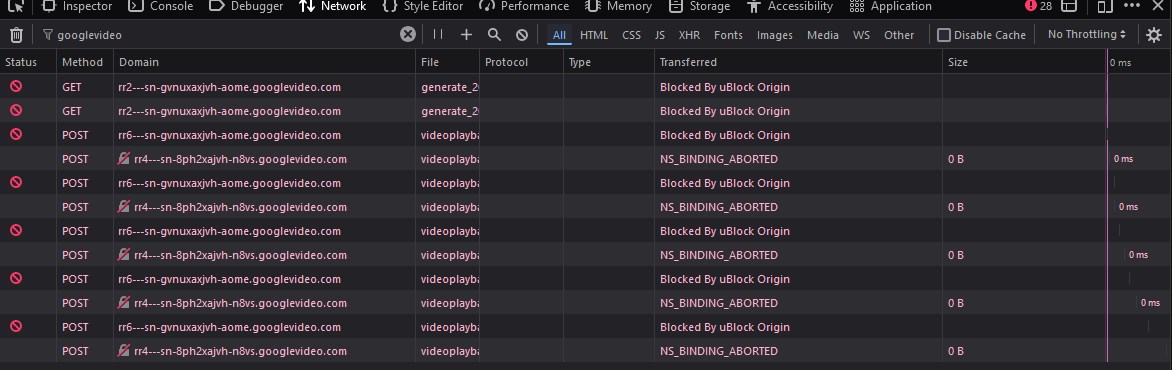 Inspector Console Debugger Network Style Editor Performance Memory Storage Accessibility Application 28
googlevideo All HTML CSS JS XHR Fonts Images Media WS Other Disable Cache No Throttling
Status Method Domain File Protocol Type Transferred Size 0 ms
GET rr2---sn-gvnuxaxjvh-aome.googlevideo.com generate_20 Blocked By uBlock Origin
GET rr2---sn-gvnuxaxjvh-aome.googlevideo.com generate_20 Blocked By uBlock Origin
POST rr6---sn-gvnuxaxjvh-aome.googlevideo.com videoplayba Blocked By uBlock Origin
POST rr4---sn-8ph2xajvh-n8vs.googlevideo.com videoplayba NS_BINDING_ABORTED 0 B 0 ms
POST rr6---sn-gvnuxaxjvh-aome.googlevideo.com videoplayba Blocked By uBlock Origin
POST rr4---sn-8ph2xajvh-n8vs.googlevideo.com videoplayba NS_BINDING_ABORTED 0 B 0 ms
POST rr6---sn-gvnuxaxjvh-aome.googlevideo.com videoplayba Blocked By uBlock Origin
POST rr4---sn-8ph2xajvh-n8vs.googlevideo.com videoplayba NS_BINDING_ABORTED 0 B 0 ms
POST rr6---sn-gvnuxaxjvh-aome.googlevideo.com videoplayba Blocked By uBlock Origin
POST rr4---sn-8ph2xajvh-n8vs.googlevideo.com videoplayba NS_BINDING_ABORTED 0 B 0 ms
POST rr6---sn-gvnuxaxjvh-aome.googlevideo.com videoplayba Blocked By uBlock Origin
POST rr4---sn-8ph2xajvh-n8vs.googlevideo.com videoplayba NS_BINDING_ABORTED 0 B